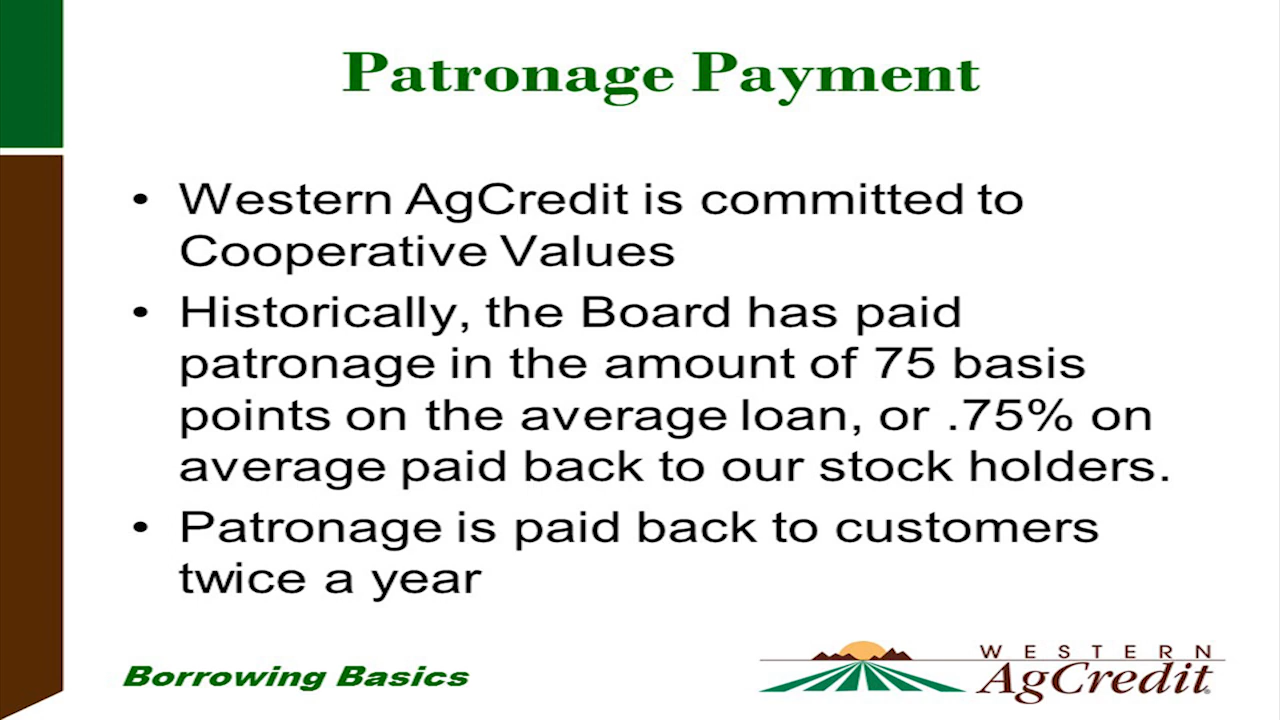 Patronage Payment
• Western AgCredit is committed to
Cooperative Values
• Historically, the Board has paid
patronage in the amount of 75 basis
points on the average loan, or .75% on
average paid back to our stock holders.
• Patronage is paid back to customers
twice a year
Borrowing Basics
WESTERN
AgCredit®